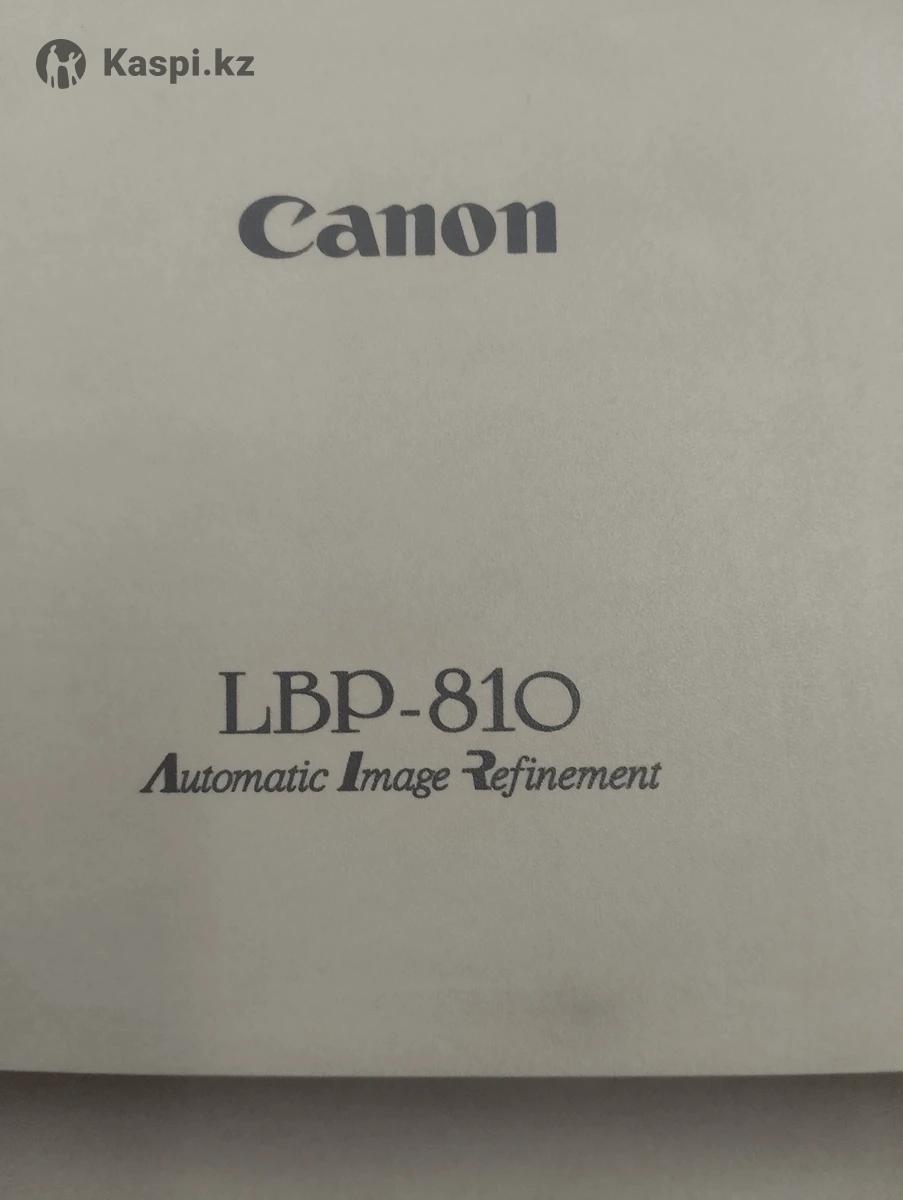 Kaspi.kz
Canon
LBP-810
Automatic Image Refinement